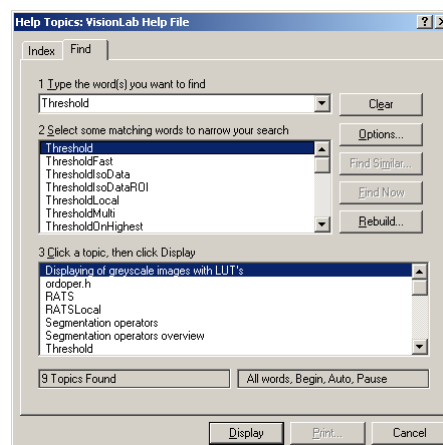 Help Topics: VisionLab Help File
Index Find
1 Type the word(s) you want to find
Threshold
Clear
2 Select some matching words to narrow your search
Options...
Threshold
ThresholdFast
ThresholdIsoData
ThresholdIsoDataROI
ThresholdLocal
ThresholdMulti
ThresholdOnHighest
Find Similar...
Find Now
Rebuild...
3 Click a topic, then click Display
Displaying of greyscale images with LUT's
ordoper.h
RATS
RATSLocal
Segmentation operators
Segmentation operators overview
Threshold
9 Topics Found
All words, Begin, Auto, Pause
Display Print... Cancel